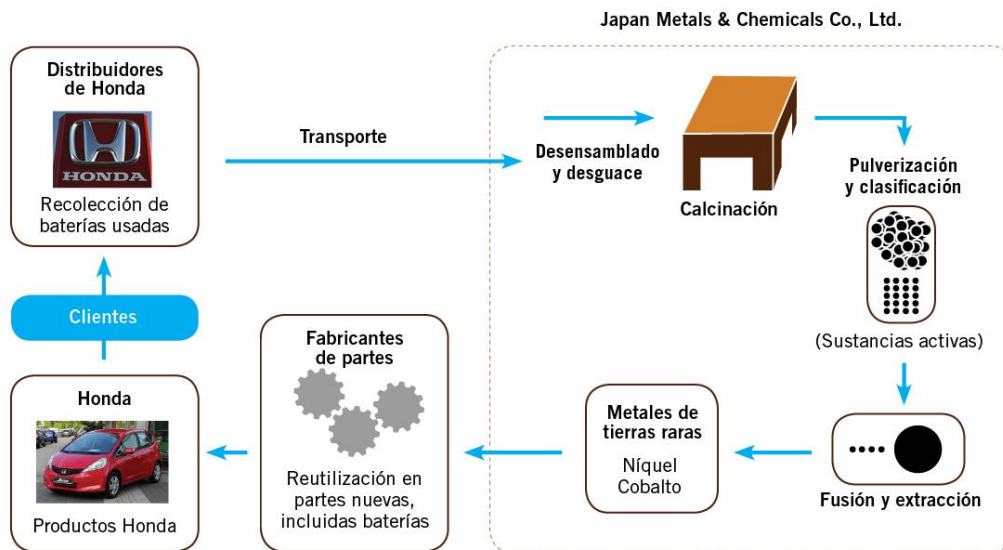 Japan Metals & Chemicals Co., Ltd.
Distribuidores
de Honda
HONDA
Recolección de
baterías usadas
Transporte
Desensamblado
y desguace
Calcinación
Pulverización
y clasificación
(Sustancias activas)
Fusión y extracción
Metales de
tierras raras
Níquel
Cobalto
Fabricantes
de partes
Reutilización en
partes nuevas,
incluidas baterías
Honda
Productos Honda
Clientes